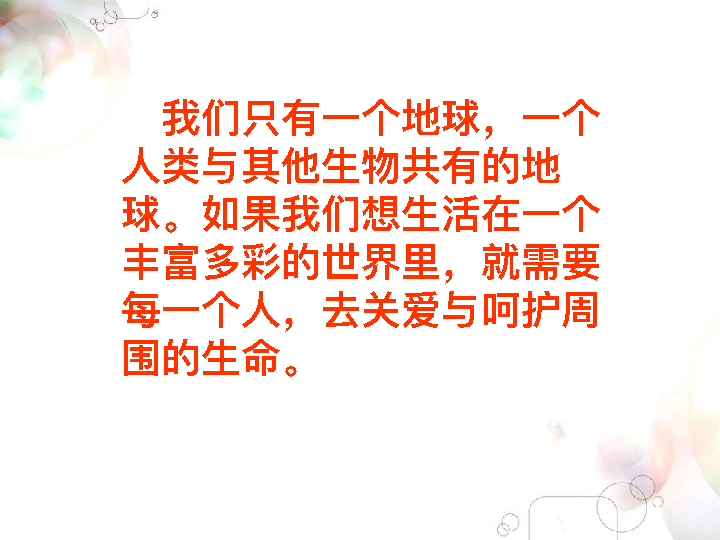 我们只有一个地球，一个
人类与其他生物共有的地
球。如果我们想生活在一个
丰富多彩的世界里，就需要
每一个人，去关爱与呵护周
围的生命。